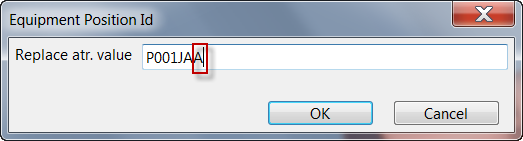 Equipment Position Id
Replace atr. value P001JAA
OK Cancel